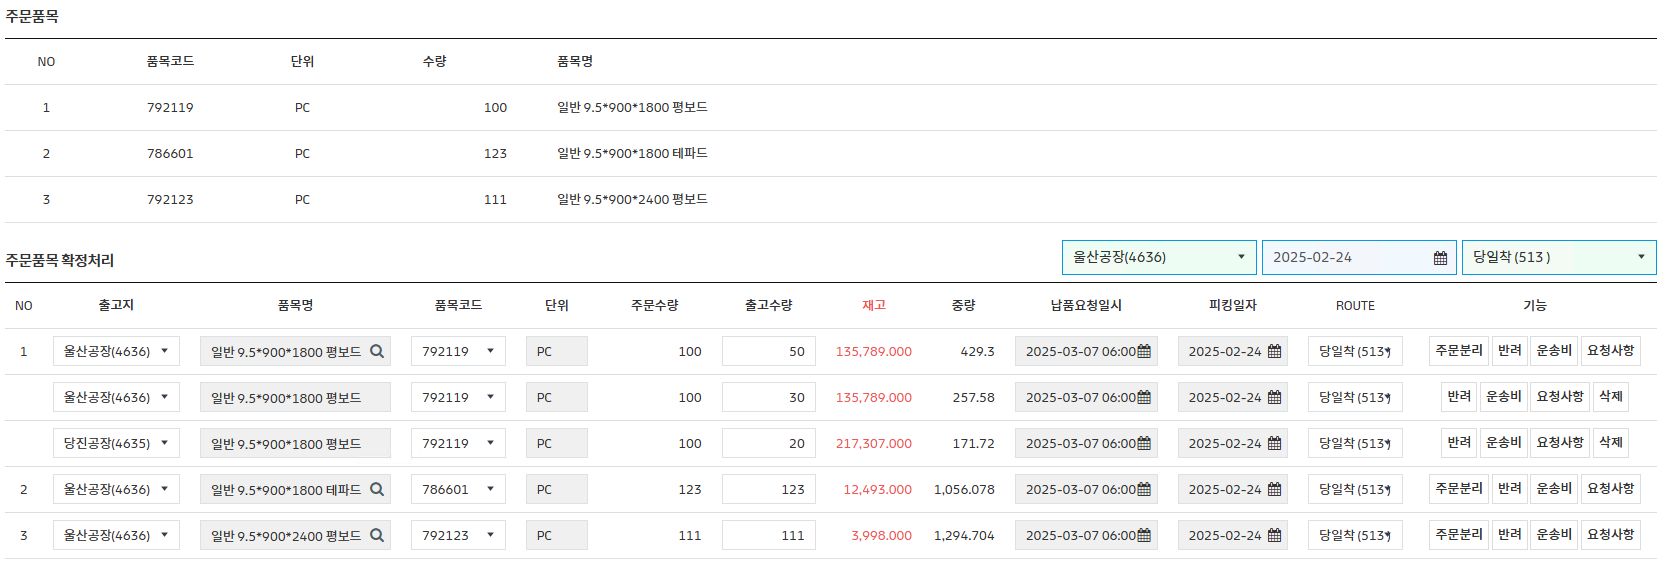 주문품목
NO 품목코드 단위 수량 품목명
1 792119 PC 100 일반 9.5*900*1800 평보드
2 786601 PC 123 일반 9.5*900*1800 테파드
3 792123 PC 111 일반 9.5*900*2400 평보드
주문품목 확정처리 울산공장(4636) 2025-02-24 당일착 (513 )
NO 출고지 품목명 품목코드 단위 주문수량 출고수량 재고 중량 납품요청일시 피킹일자 ROUTE 기능
1 울산공장(4636) 일반 9.5*900*1800 평보드 792119 PC 100 50 135,789.000 429.3 2025-03-07 06:00 2025-02-24 당일착 (513 주문분리 반려 운송비 요청사항
울산공장(4636) 일반 9.5*900*1800 평보드 792119 PC 100 30 135,789.000 257.58 2025-03-07 06:00 2025-02-24 당일착 (513 반려 운송비 요청사항 삭제
당진공장(4635) 일반 9.5*900*1800 평보드 792119 PC 100 20 217,307.000 171.72 2025-03-07 06:00 2025-02-24 당일착 (513 반려 운송비 요청사항 삭제
2 울산공장(4636) 일반 9.5*900*1800 테파드 786601 PC 123 123 12,493.000 1,056.078 2025-03-07 06:00 2025-02-24 당일착 (513 주문분리 반려 운송비 요청사항
3 울산공장(4636) 일반 9.5*900*2400 평보드 792123 PC 111 111 3,998.000 1,294.704 2025-03-07 06:00 2025-02-24 당일착 (513 주문분리 반려 운송비 요청사항